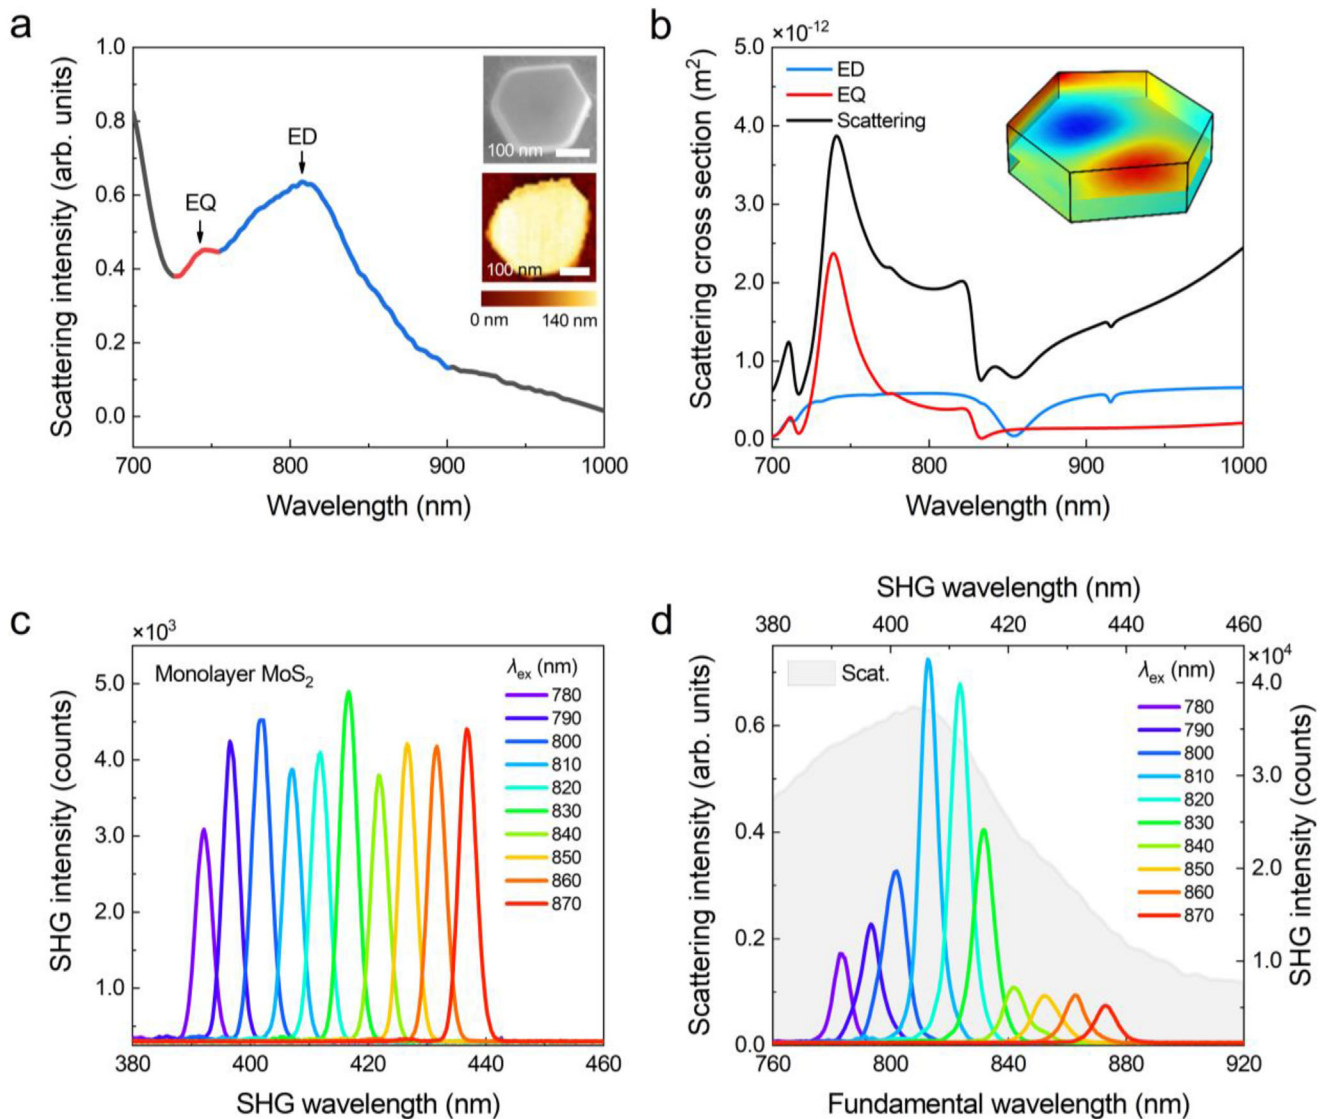 a
Scattering intensity (arb. units)
1.0
0.8
0.6
0.4
0.2
0.0
EQ
ED
100 nm
100 nm
0 nm 140 nm
700 800 900 1000
Wavelength (nm)
b
×10⁻¹²
Scattering cross section (m²)
5.0
4.0
3.0
2.0
1.0
0.0
ED
EQ
Scattering
700 800 900 1000
Wavelength (nm)
c
×10³
SHG intensity (counts)
5.0
4.0
3.0
2.0
1.0
Monolayer MoS₂
λex (nm)
780
790
800
810
820
830
840
850
860
870
380 400 420 440 460
SHG wavelength (nm)
d
SHG wavelength (nm)
380 400 420 440 460
Scattering intensity (arb. units)
0.6
0.4
0.2
0.0
Scat.
λex (nm)
780
790
800
810
820
830
840
850
860
870
×10⁴
4.0
3.0
2.0
1.0
SHG intensity (counts)
760 800 840 880 920
Fundamental wavelength (nm)